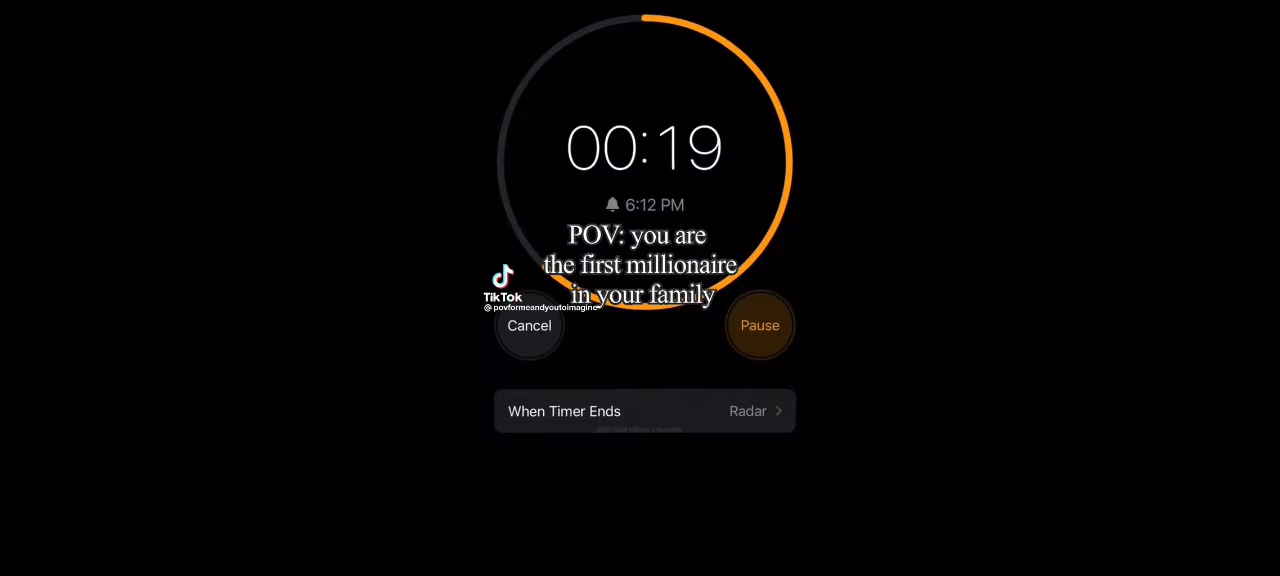 00:19
6:12 PM
POV: you are
the first millionaire
in your family
TikTok
@povformeandyoutoimagine
Cancel
Pause
When Timer Ends
Radar